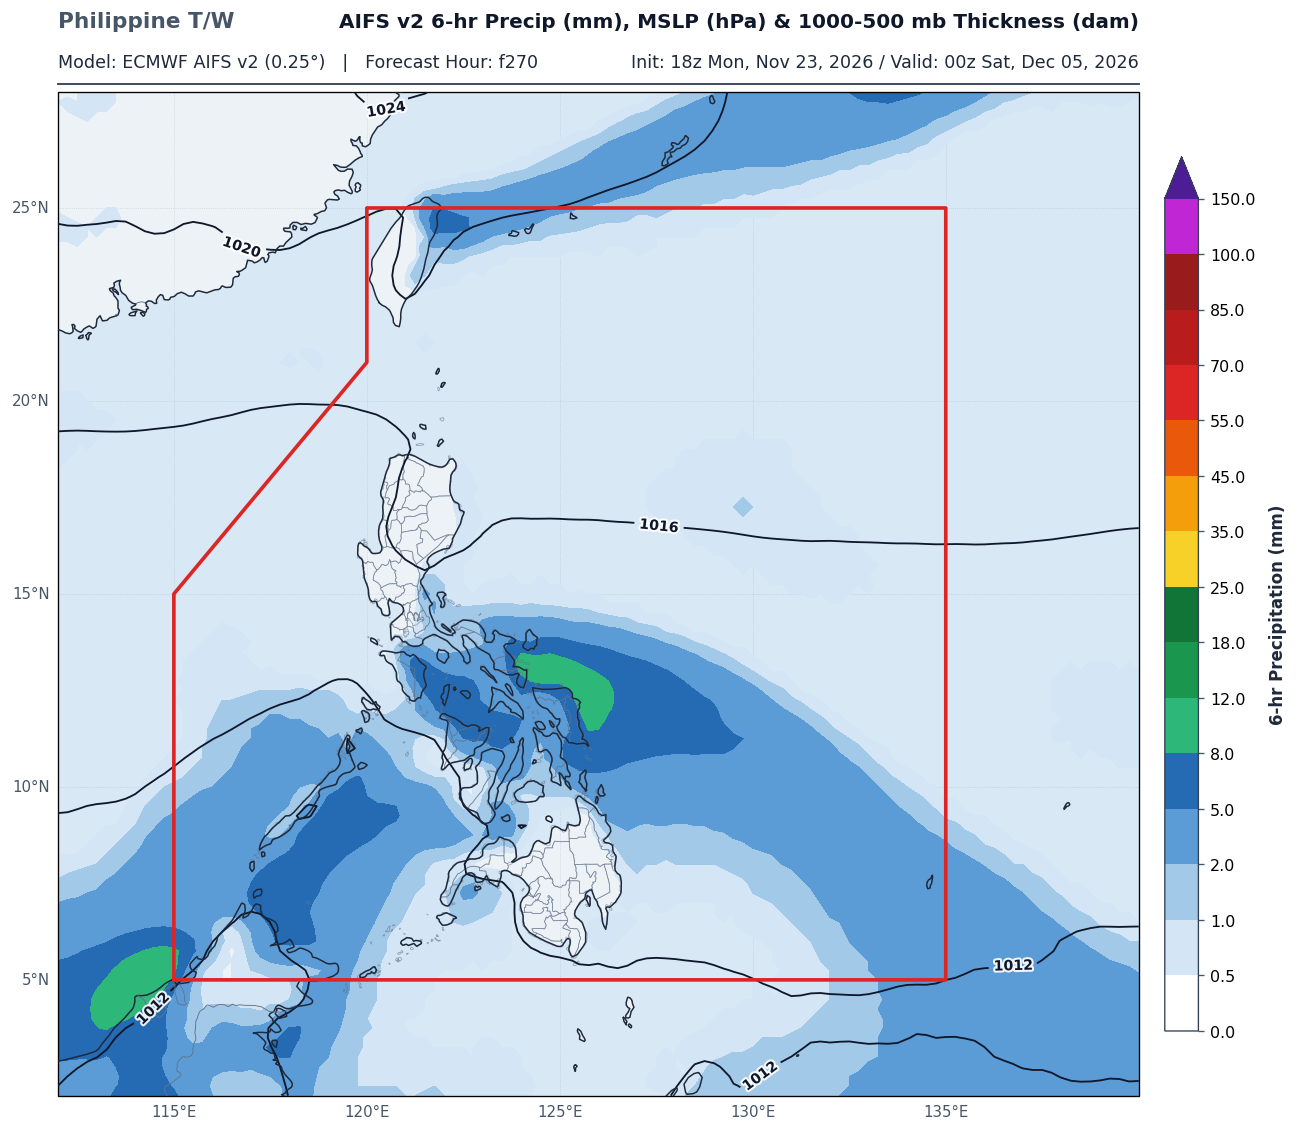 Philippine T/W
AIFS v2 6-hr Precip (mm), MSLP (hPa) & 1000-500 mb Thickness (dam)
Model: ECMWF AIFS v2 (0.25°) | Forecast Hour: f270
Init: 18z Mon, Nov 23, 2026 / Valid: 00z Sat, Dec 05, 2026
1024
1020
1016
1012
1012
1012
25°N
20°N
15°N
10°N
5°N
115°E
120°E
125°E
130°E
135°E
150.0
100.0
85.0
70.0
55.0
45.0
35.0
25.0
18.0
12.0
8.0
5.0
2.0
1.0
0.5
0.0
6-hr Precipitation (mm)